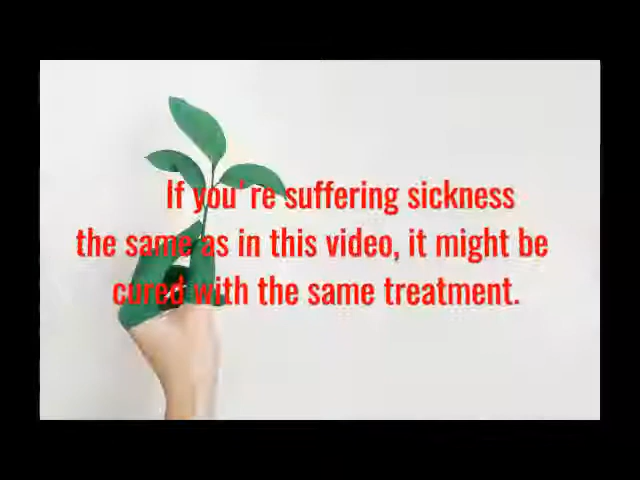 If you're suffering sickness
the same as in this video, it might be
cured with the same treatment.